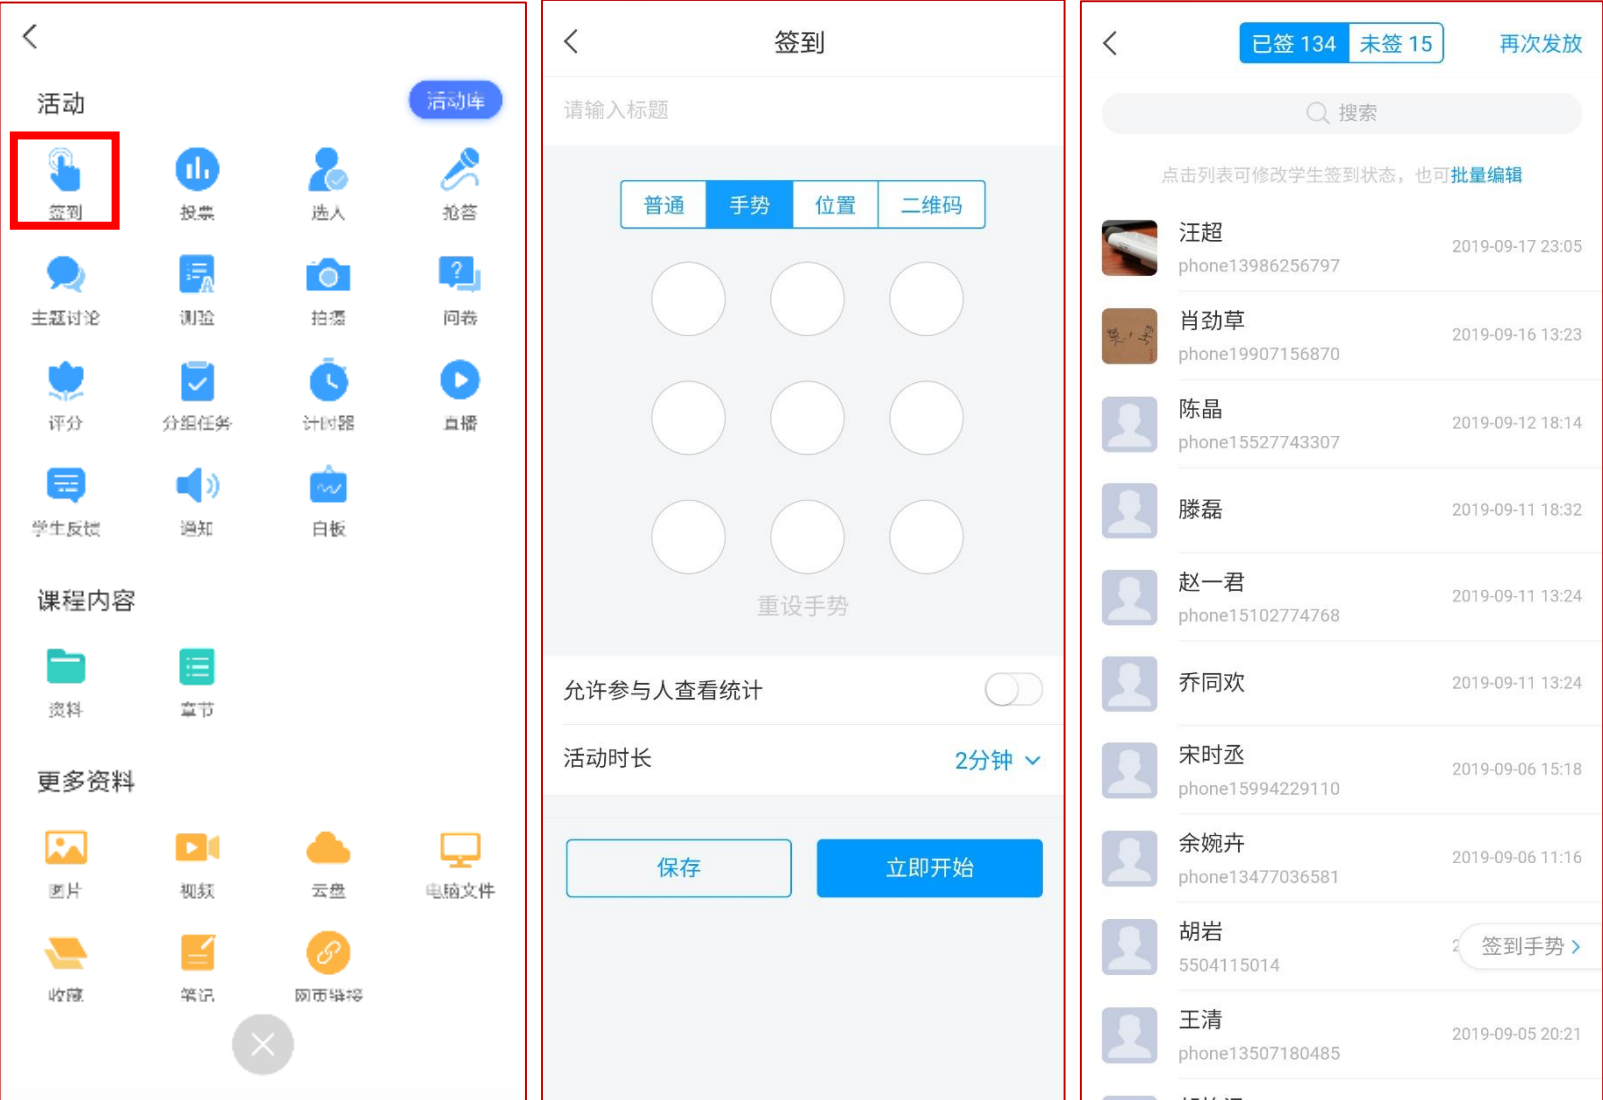 活动
活动库
签到
投票
选人
抢答
主题讨论
测验
拍摄
问卷
评分
分组任务
计时器
直播
学生反馈
通知
白板
课程内容
资料
章节
更多资料
图片
视频
云盘
电脑文件
收藏
笔记
网页链接
签到
请输入标题
普通
手势
位置
二维码
重设手势
允许参与人查看统计
活动时长
2分钟
保存
立即开始
已签 134
未签 15
再次发放
搜索
点击列表可修改学生签到状态，也可批量编辑
汪超
phone13986256797
2019-09-17 23:05
肖劲草
phone19907156870
2019-09-16 13:23
陈晶
phone15527743307
2019-09-12 18:14
滕磊
2019-09-11 18:32
赵一君
phone15102774768
2019-09-11 13:24
乔同欢
2019-09-11 13:24
宋时丞
phone15994229110
2019-09-06 15:18
余婉卉
phone13477036581
2019-09-06 11:16
胡岩
5504115014
签到手势
王清
phone13507180485
2019-09-05 20:21